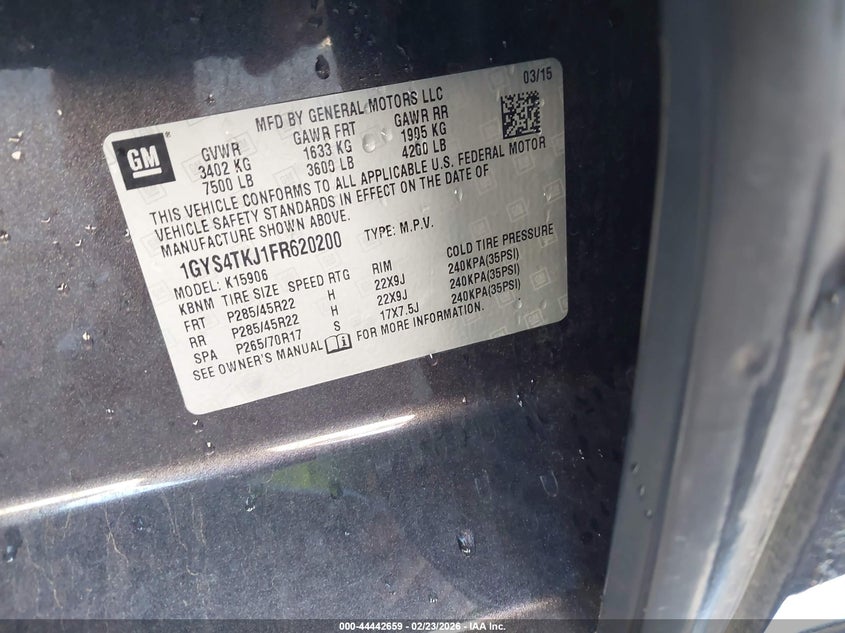 03/15
MFD BY GENERAL MOTORS LLC
GM ®
GVWR GAWR FRT GAWR RR
3402 KG 1633 KG 1905 KG
7500 LB 3600 LB 4200 LB
THIS VEHICLE CONFORMS TO ALL APPLICABLE U.S. FEDERAL MOTOR
VEHICLE SAFETY STANDARDS IN EFFECT ON THE DATE OF
MANUFACTURE SHOWN ABOVE.
1GYS4TKJ1FR620200 TYPE: M.P.V.
MODEL: K15906
KBNM TIRE SIZE SPEED RTG RIM COLD TIRE PRESSURE
FRT P285/45R22 H 22X9J 240KPA(35PSI)
RR P285/45R22 H 22X9J 240KPA(35PSI)
SPA P265/70R17 S 17X7.5J 240KPA(35PSI)
SEE OWNER'S MANUAL i FOR MORE INFORMATION.
000-44442659 - 02/23/2026 - IAA Inc.